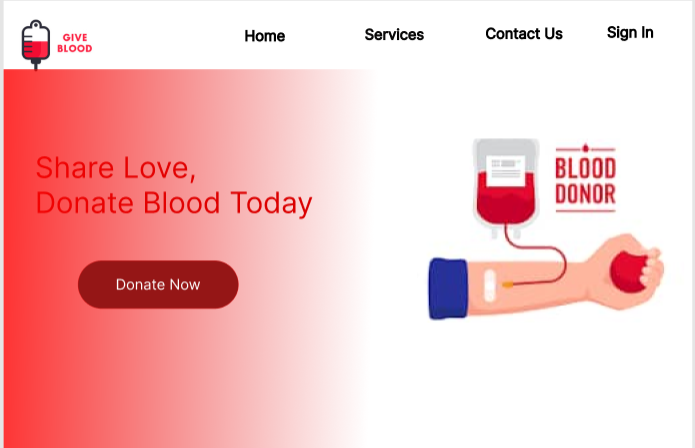 GIVE
BLOOD
Home
Services
Contact Us
Sign In
Share Love,
Donate Blood Today
Donate Now
BLOOD
DONOR